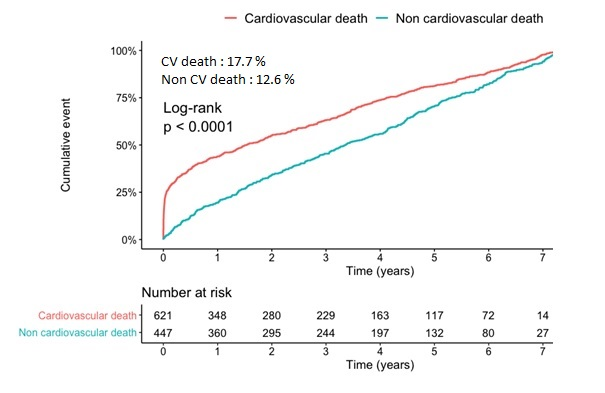 Cardiovascular death Non cardiovascular death
CV death : 17.7 %
Non CV death : 12.6 %
Log-rank
p < 0.0001
Cumulative event
100%
75%
50%
25%
0%
0 1 2 3 4 5 6 7
Time (years)
Number at risk
Cardiovascular death 621 348 280 229 163 117 72 14
Non cardiovascular death 447 360 295 244 197 132 80 27
0 1 2 3 4 5 6 7
Time (years)